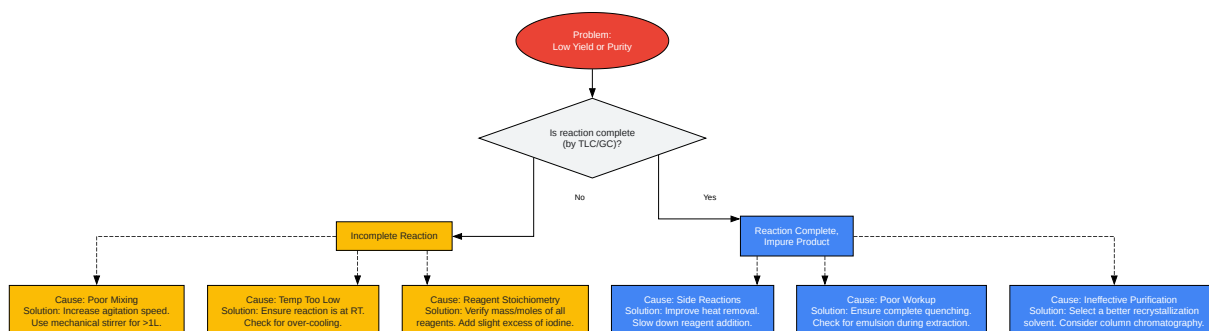 Problem:
Low Yield or Purity
Is reaction complete
(by TLC/GC)?
No
Yes
Incomplete Reaction
Reaction Complete,
Impure Product
Cause: Poor Mixing
Solution: Increase agitation speed.
Use mechanical stirrer for >1L.
Cause: Temp Too Low
Solution: Ensure reaction is at RT.
Check for over-cooling.
Cause: Reagent Stoichiometry
Solution: Verify mass/moles of all
reagents. Add slight excess of iodine.
Cause: Side Reactions
Solution: Improve heat removal.
Slow down reagent addition.
Cause: Poor Workup
Solution: Ensure complete quenching.
Check for emulsion during extraction.
Cause: Ineffective Purification
Solution: Select a better recrystallization
solvent. Consider column chromatography.